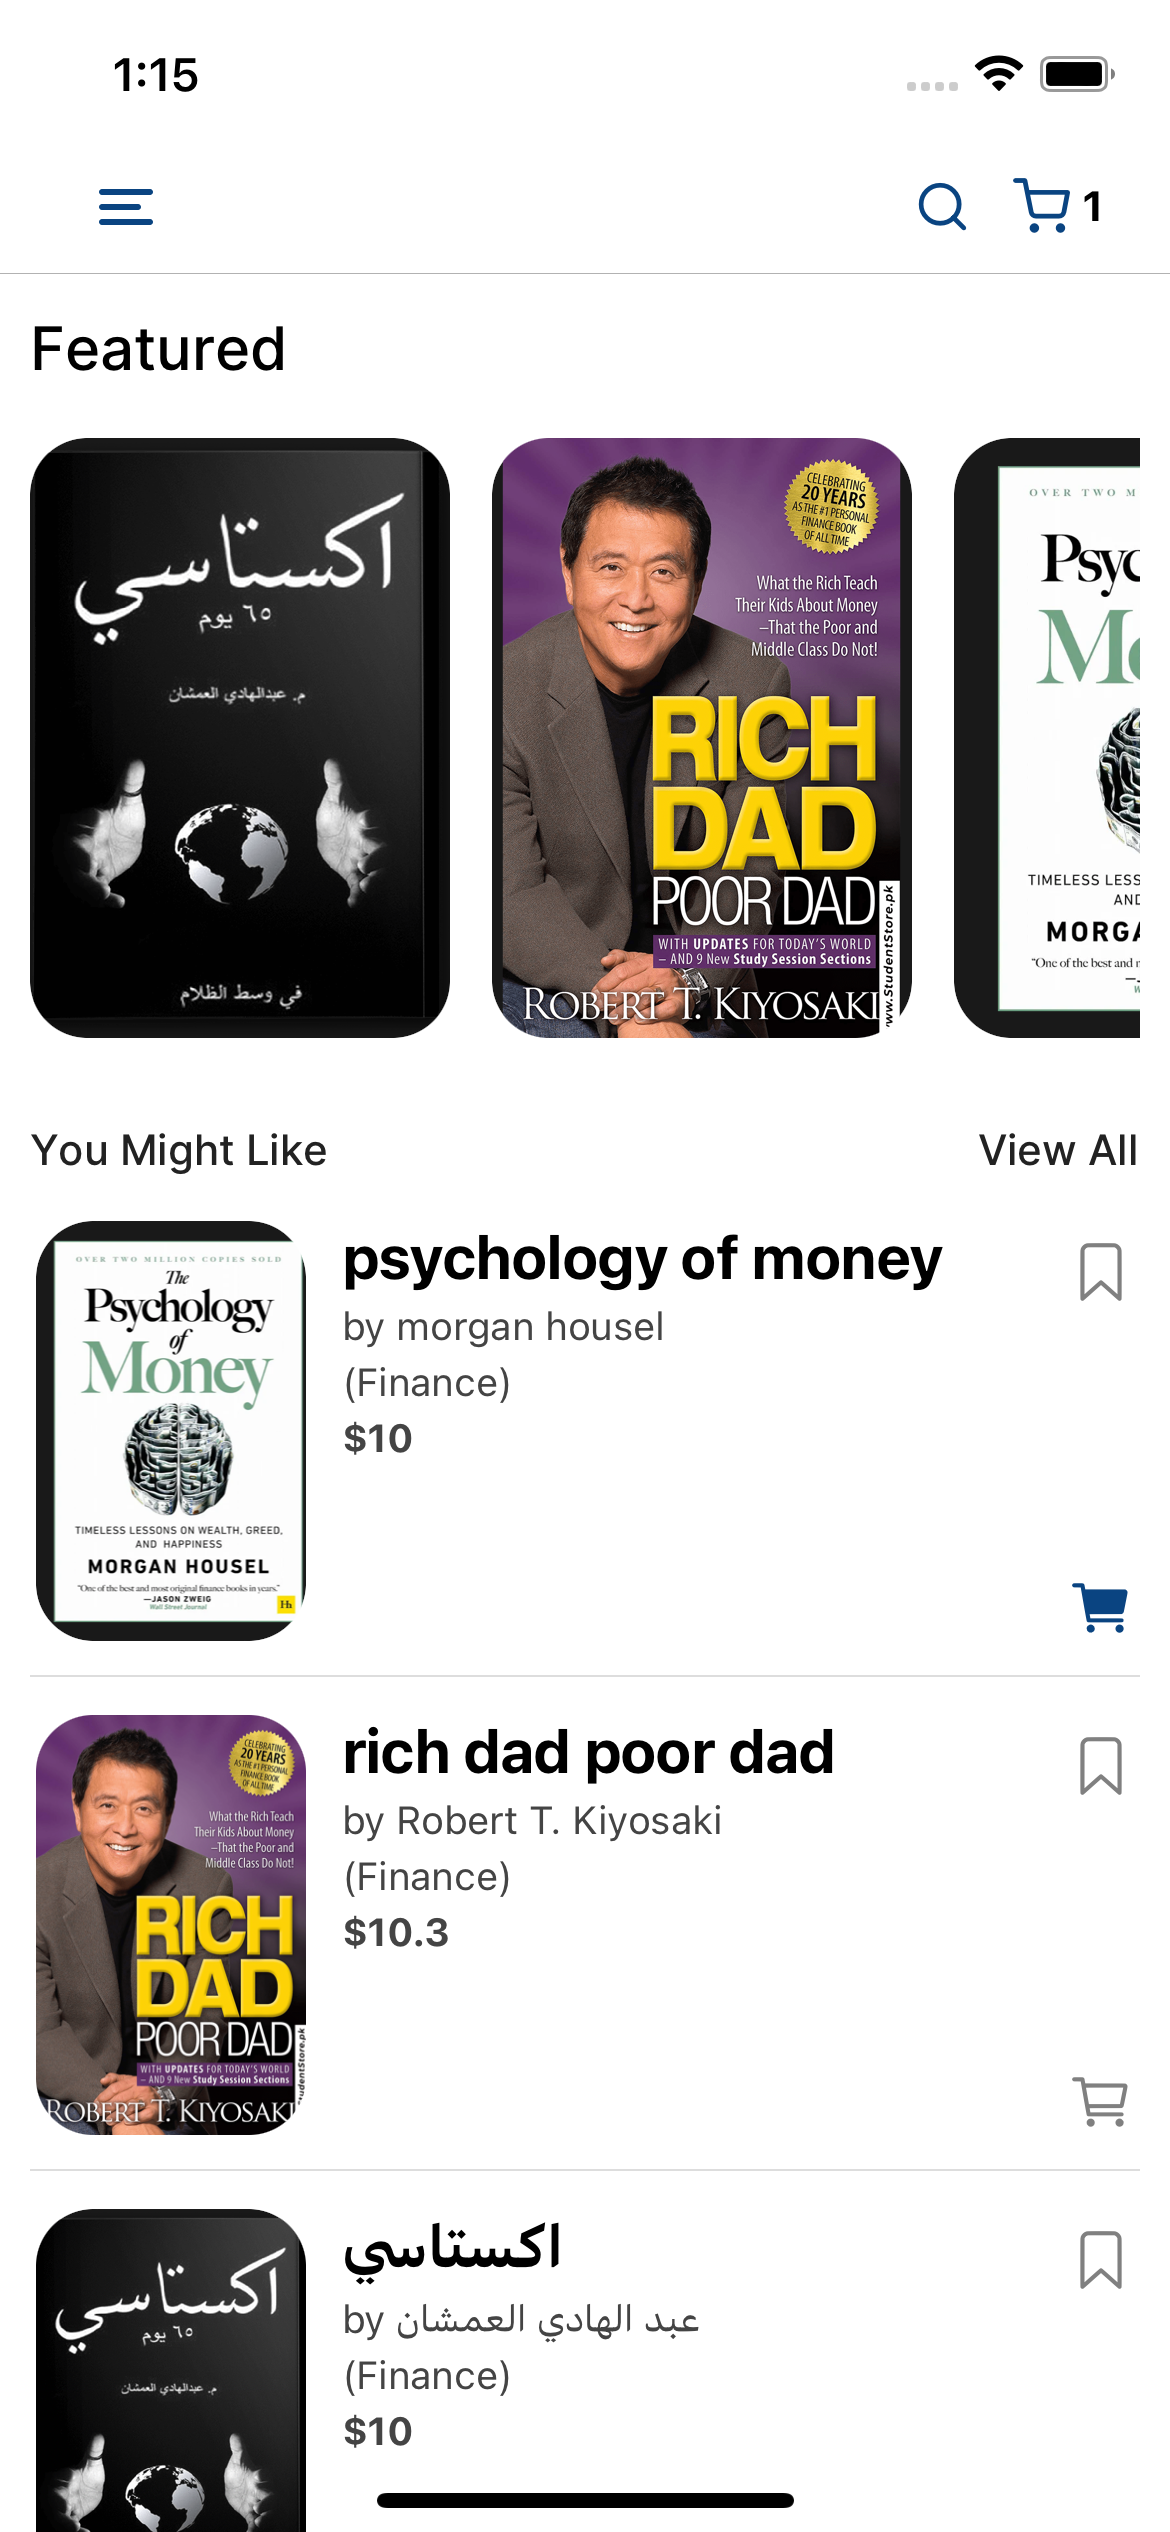 1:15
1
Featured
اكستاسي
٦٥ يوم
م. عبدالهادي العمشان
في وسط الظلام
CELEBRATING
20 YEARS
AS THE #1 PERSONAL
FINANCE BOOK
OF ALL TIME
What the Rich Teach
Their Kids About Money
–That the Poor and
Middle Class Do Not!
RICH
DAD
POOR DAD
WITH UPDATES FOR TODAY'S WORLD
– AND 9 New Study Session Sections
ROBERT T. KIYOSAKI
www.StudentStore.pk
OVER TWO M
Psyc
Mo
TIMELESS LESS
AND
MORGA
"One of the best and
You Might Like
View All
OVER TWO MILLION COPIES SOLD
The
Psychology
of
Money
TIMELESS LESSONS ON WEALTH, GREED,
AND HAPPINESS
MORGAN HOUSEL
"One of the best and most original finance books in years."
—JASON ZWEIG
Wall Street Journal
Hh
psychology of money
by morgan housel
(Finance)
$10
CELEBRATING
20 YEARS
AS THE #1 PERSONAL
FINANCE BOOK
OF ALL TIME
What the Rich Teach
Their Kids About Money
–That the Poor and
Middle Class Do Not!
RICH
DAD
POOR DAD
WITH UPDATES FOR TODAY'S WORLD
– AND 9 New Study Session Sections
ROBERT T. KIYOSAKI
tudentStore.pk
rich dad poor dad
by Robert T. Kiyosaki
(Finance)
$10.3
اكستاسي
٦٥ يوم
م. عبدالهادي العمشان
اكستاسي
by عبد الهادي العمشان
(Finance)
$10